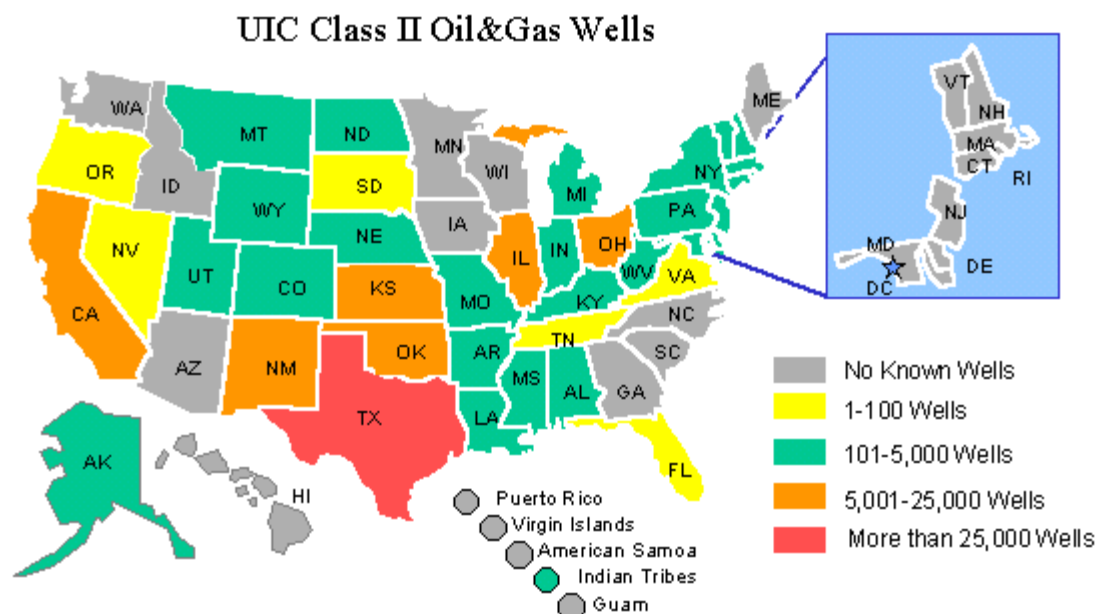 UIC Class II Oil&Gas Wells
WA
MT
ND
MN
ME
VT
NH
OR
ID
SD
WI
MI
NY
MA
CT
RI
WY
IA
PA
NV
NE
IL
IN
OH
NJ
UT
CO
KS
MO
KY
WV
VA
MD
DE
DC
CA
AZ
NM
OK
AR
TN
NC
SC
TX
LA
MS
AL
GA
FL
AK
HI
No Known Wells
1-100 Wells
101-5,000 Wells
5,001-25,000 Wells
More than 25,000 Wells
Puerto Rico
Virgin Islands
American Samoa
Indian Tribes
Guam